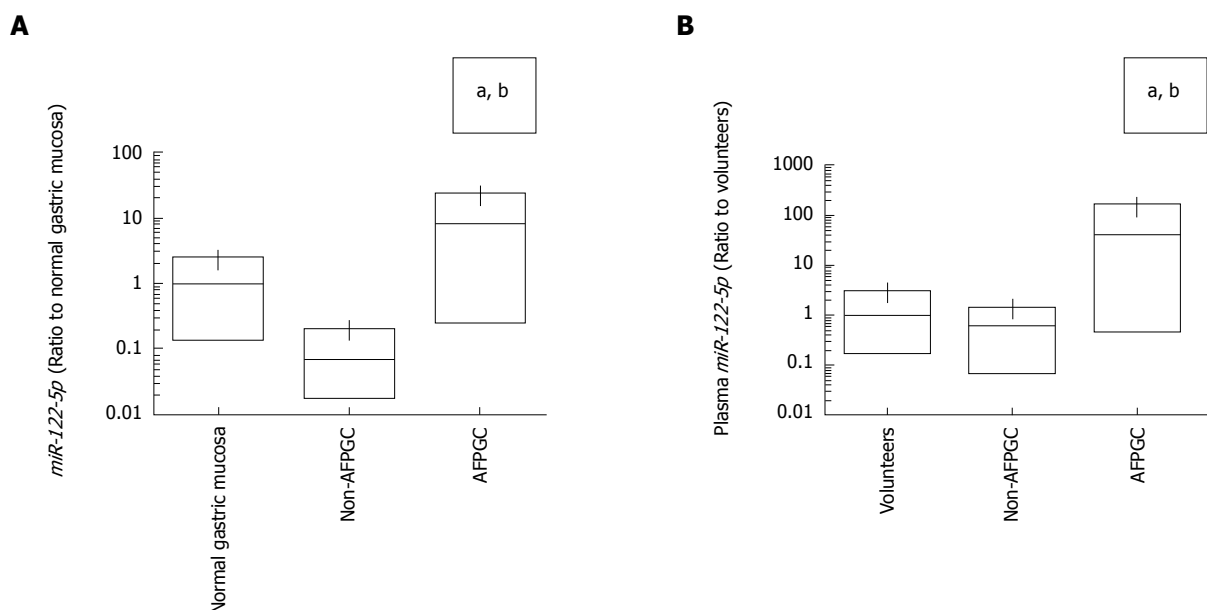 A
miR-122-5p (Ratio to normal gastric mucosa)
a, b
100
10
1
0.1
0.01
Normal gastric mucosa
Non-AFPGC
AFPGC
B
Plasma miR-122-5p (Ratio to volunteers)
a, b
1000
100
10
1
0.1
0.01
Volunteers
Non-AFPGC
AFPGC